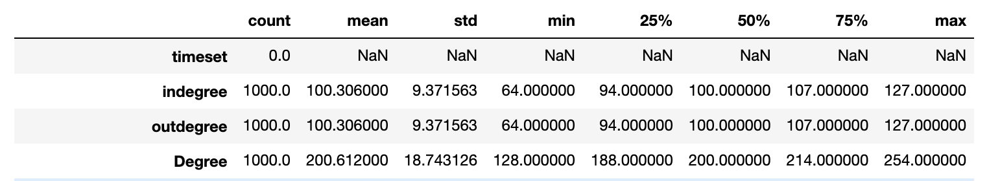 count mean std min 25% 50% 75% max
timeset 0.0 NaN NaN NaN NaN NaN NaN NaN
indegree 1000.0 100.306000 9.371563 64.000000 94.000000 100.000000 107.000000 127.000000
outdegree 1000.0 100.306000 9.371563 64.000000 94.000000 100.000000 107.000000 127.000000
Degree 1000.0 200.612000 18.743126 128.000000 188.000000 200.000000 214.000000 254.000000